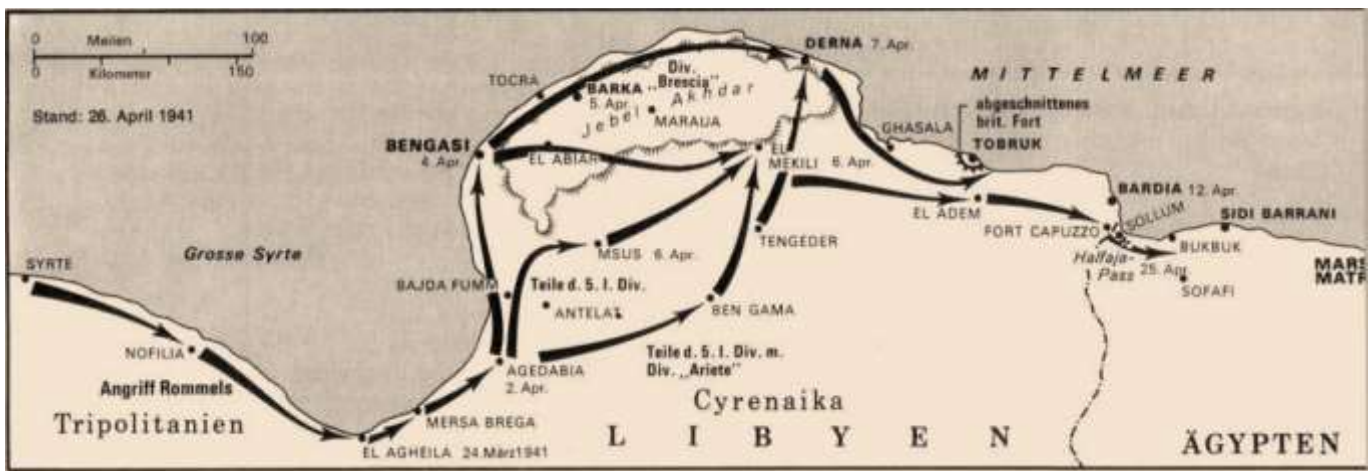 0 Meilen 100
0 Kilometer 150
Stand: 26. April 1941
DERNA 7. Apr.
Div.
„Brescia"
TOCRA
BARKA
5. Apr.
Jebel Akhdar
MARAUA
MITTELMEER
abgeschnittenes
brit. Fort
TOBRUK
GHASALA
BENGASI
4. Apr.
EL ABIAR
EL
MEKILI 6. Apr.
BARDIA 12. Apr.
EL ADEM
FORT CAPUZZO
SOLLUM
SIDI BARRANI
BUKBUK
Halfaja-
Pass
25. Apr.
SOFAFI
MARS
MATR
Grosse Syrte
SYRTE
MSUS 6. Apr.
TENGEDER
BAJDA FUMM
Teile d. 5. l. Div.
ANTELAT
BEN GAMA
NOFILIA
Angriff Rommels
AGEDABIA
2. Apr.
Teile d. 5. l. Div. m.
Div. „Ariete"
Tripolitanien
MERSA BREGA
Cyrenaika
EL AGHEILA 24.März1941
LIBYEN
ÄGYPTEN